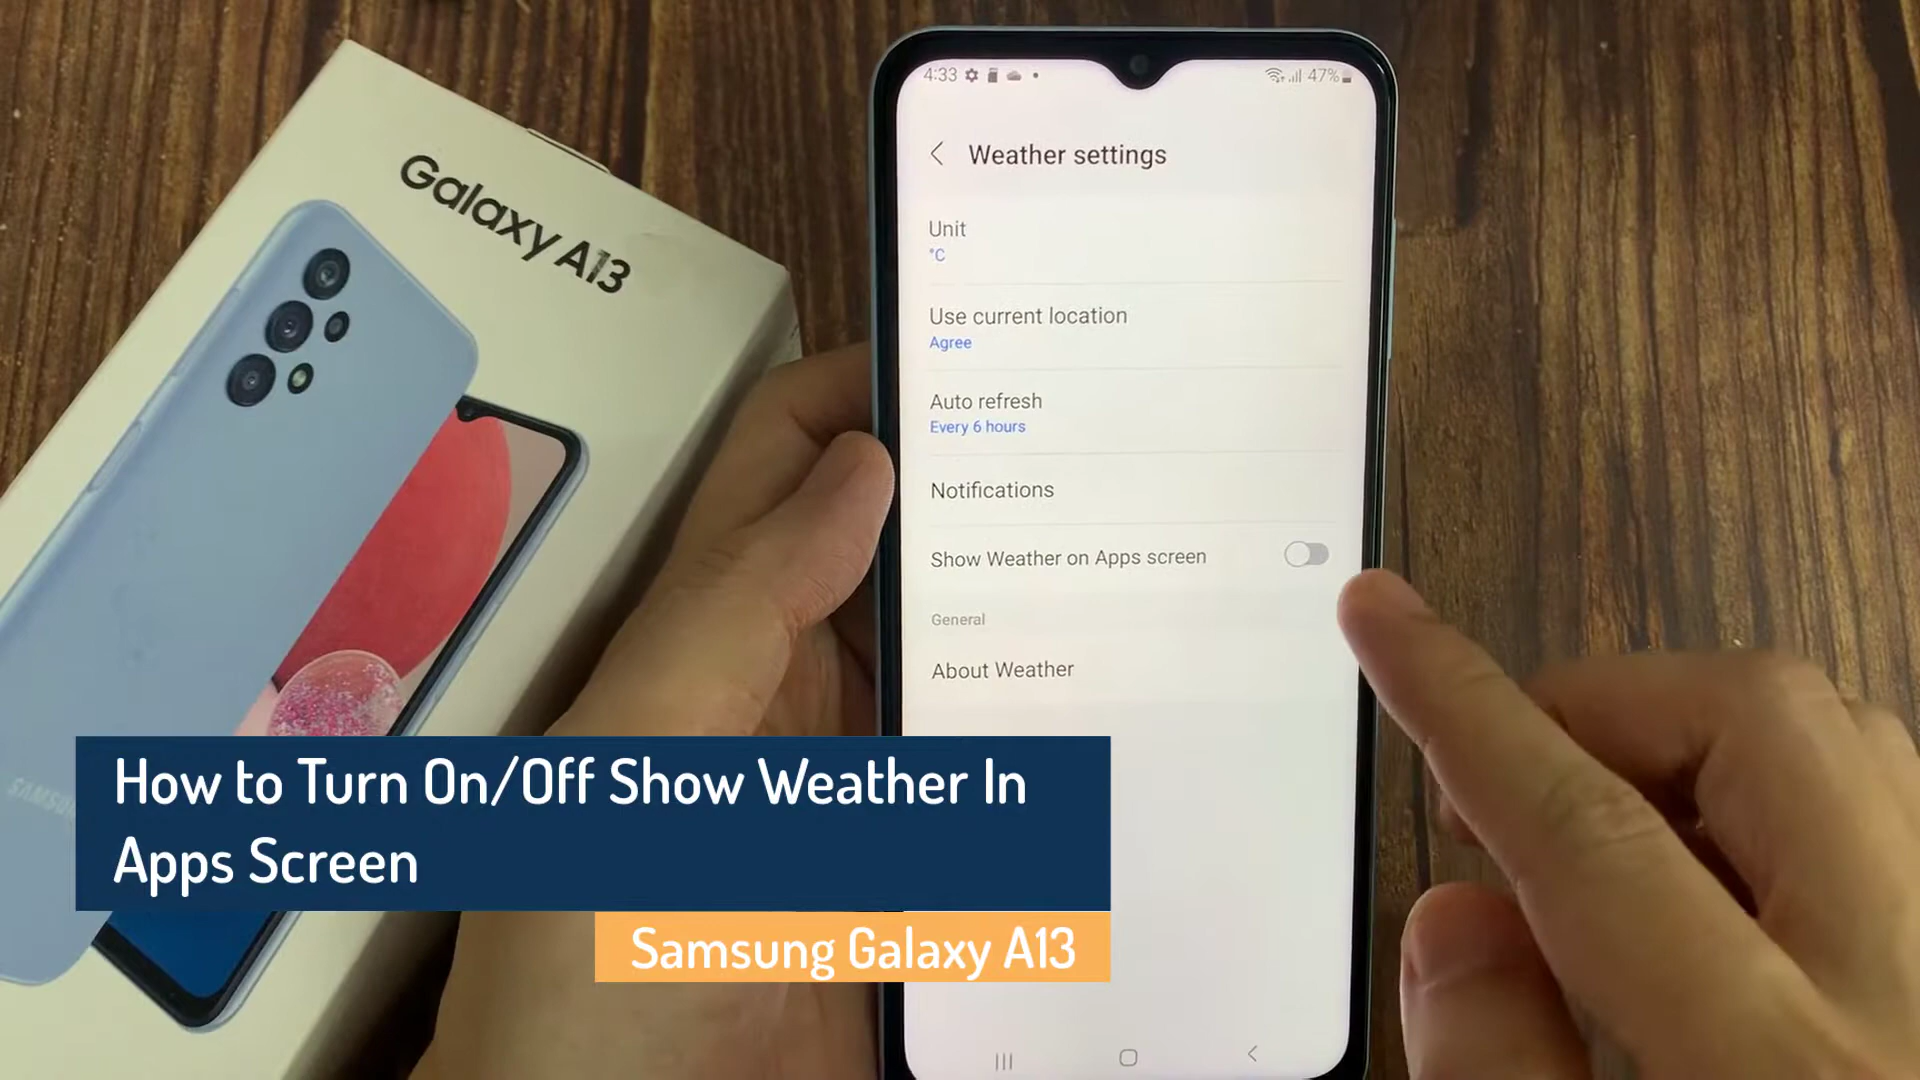 Galaxy A13
SAMSU
4:33
47%
Weather settings
Unit
°C
Use current location
Agree
Auto refresh
Every 6 hours
Notifications
Show Weather on Apps screen
General
About Weather
How to Turn On/Off Show Weather In
Apps Screen
Samsung Galaxy A13